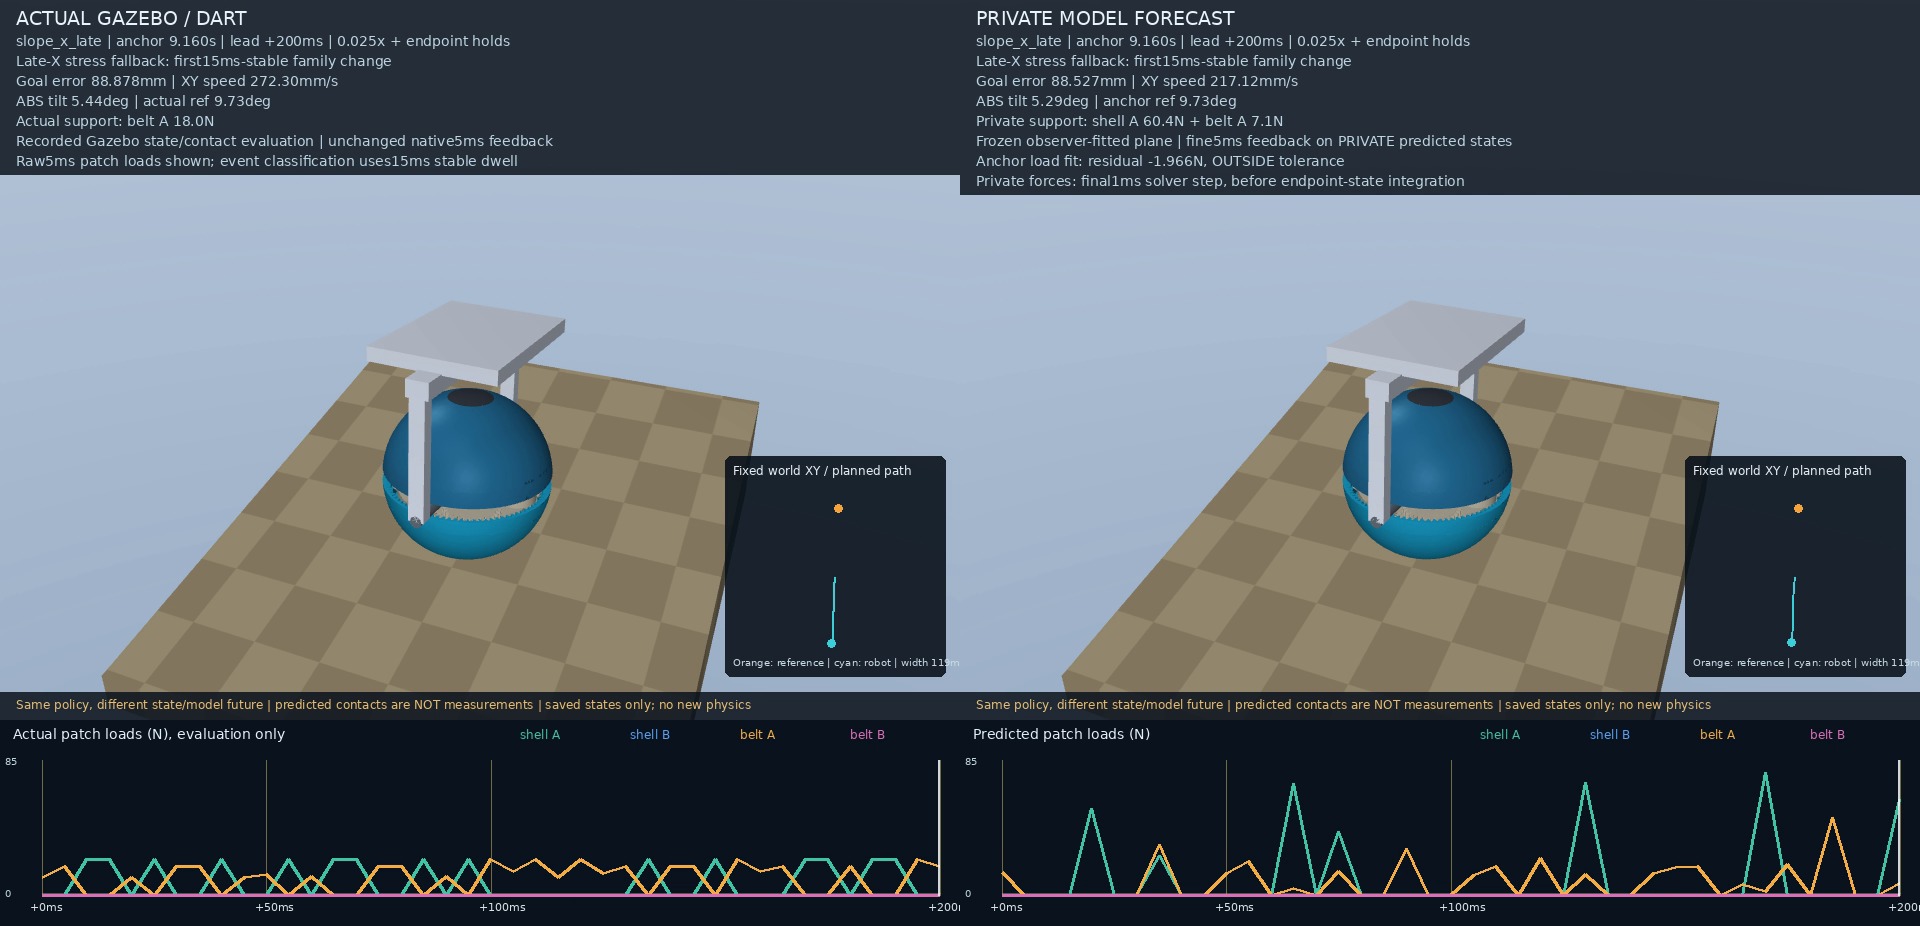 ACTUAL GAZEBO / DART
slope_x_late | anchor 9.160s | lead +200ms | 0.025x + endpoint holds
Late-X stress fallback: first15ms-stable family change
Goal error 88.878mm | XY speed 272.30mm/s
ABS tilt 5.44deg | actual ref 9.73deg
Actual support: belt A 18.0N
Recorded Gazebo state/contact evaluation | unchanged native5ms feedback
Raw5ms patch loads shown; event classification uses15ms stable dwell
PRIVATE MODEL FORECAST
slope_x_late | anchor 9.160s | lead +200ms | 0.025x + endpoint holds
Late-X stress fallback: first15ms-stable family change
Goal error 88.527mm | XY speed 217.12mm/s
ABS tilt 5.29deg | anchor ref 9.73deg
Private support: shell A 60.4N + belt A 7.1N
Frozen observer-fitted plane | fine5ms feedback on PRIVATE predicted states
Anchor load fit: residual -1.966N, OUTSIDE tolerance
Private forces: final1ms solver step, before endpoint-state integration
Fixed world XY / planned path
Orange: reference | cyan: robot | width 119m
Fixed world XY / planned path
Orange: reference | cyan: robot | width 119m
Same policy, different state/model future | predicted contacts are NOT measurements | saved states only; no new physics
Same policy, different state/model future | predicted contacts are NOT measurements | saved states only; no new physics
Actual patch loads (N), evaluation only
shell A shell B belt A belt B
85
0
+0ms +50ms +100ms +200
Predicted patch loads (N)
shell A shell B belt A belt B
85
0
+0ms +50ms +100ms +200